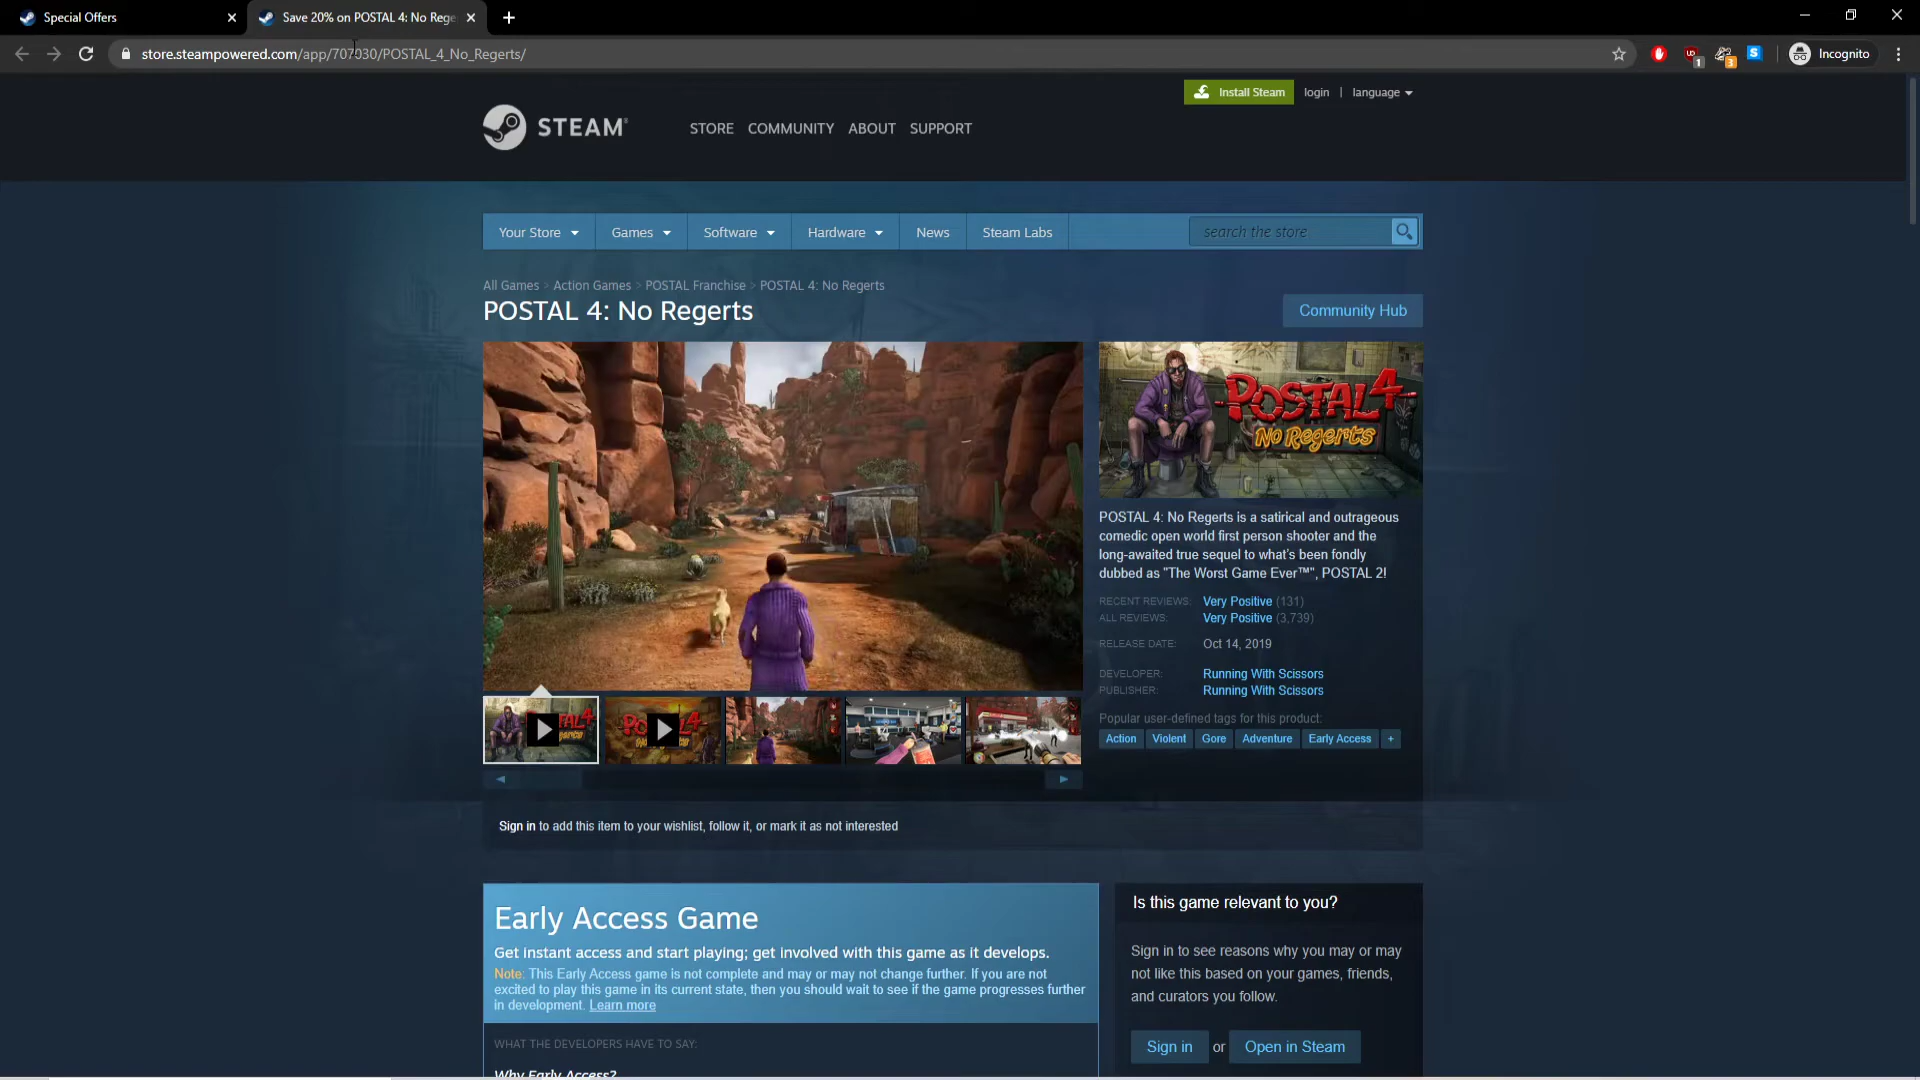 Special Offers
Save 20% on POSTAL 4: No Rege
store.steampowered.com/app/707030/POSTAL_4_No_Regerts/
1
3
S
Incognito
Install Steam
login
language
STEAM
STORE
COMMUNITY
ABOUT
SUPPORT
Your Store
Games
Software
Hardware
News
Steam Labs
search the store
All Games > Action Games > POSTAL Franchise > POSTAL 4: No Regerts
POSTAL 4: No Regerts
Community Hub
POSTAL 4
No Regerts
POSTAL 4: No Regerts is a satirical and outrageous
comedic open world first person shooter and the
long-awaited true sequel to what's been fondly
dubbed as "The Worst Game Ever™", POSTAL 2!
RECENT REVIEWS: Very Positive (131)
ALL REVIEWS: Very Positive (3,739)
RELEASE DATE: Oct 14, 2019
DEVELOPER: Running With Scissors
PUBLISHER: Running With Scissors
Popular user-defined tags for this product:
Action
Violent
Gore
Adventure
Early Access
+
Sign in to add this item to your wishlist, follow it, or mark it as not interested
Early Access Game
Get instant access and start playing; get involved with this game as it develops.
Note: This Early Access game is not complete and may or may not change further. If you are not
excited to play this game in its current state, then you should wait to see if the game progresses further
in development. Learn more
WHAT THE DEVELOPERS HAVE TO SAY:
Why Early Access?
Is this game relevant to you?
Sign in to see reasons why you may or may
not like this based on your games, friends,
and curators you follow.
Sign in or Open in Steam